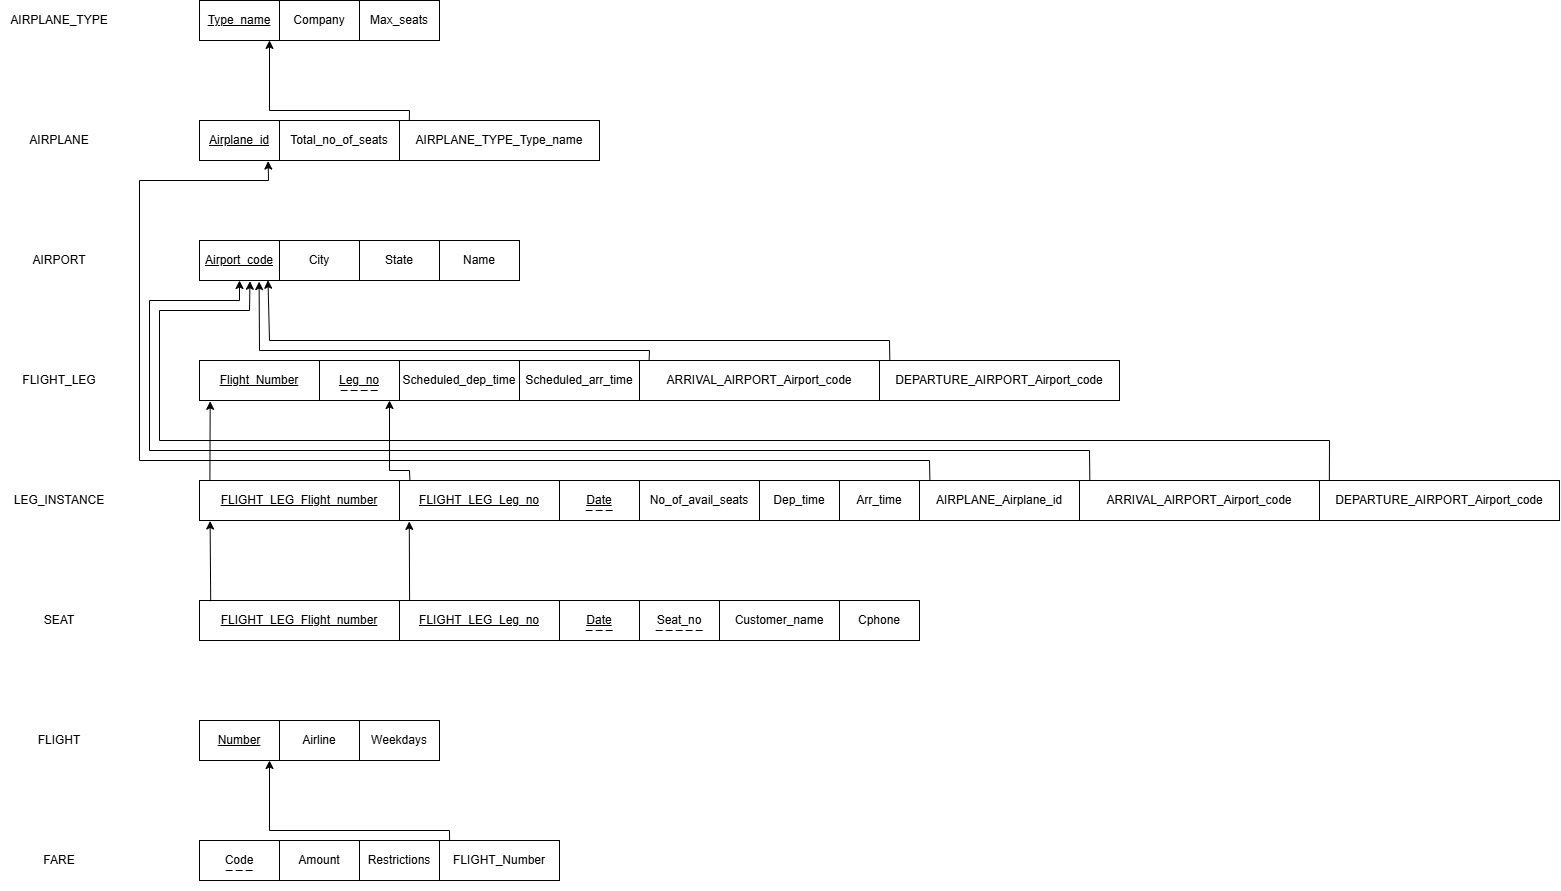 AIRPLANE_TYPE Type_name Company Max_seats
AIRPLANE Airplane_id Total_no_of_seats AIRPLANE_TYPE_Type_name
AIRPORT Airport_code City State Name
FLIGHT_LEG Flight_Number Leg_no Scheduled_dep_time Scheduled_arr_time ARRIVAL_AIRPORT_Airport_code DEPARTURE_AIRPORT_Airport_code
LEG_INSTANCE FLIGHT_LEG_Flight_number FLIGHT_LEG_Leg_no Date No_of_avail_seats Dep_time Arr_time AIRPLANE_Airplane_id ARRIVAL_AIRPORT_Airport_code DEPARTURE_AIRPORT_Airport_code
SEAT FLIGHT_LEG_Flight_number FLIGHT_LEG_Leg_no Date Seat_no Customer_name Cphone
FLIGHT Number Airline Weekdays
FARE Code Amount Restrictions FLIGHT_Number